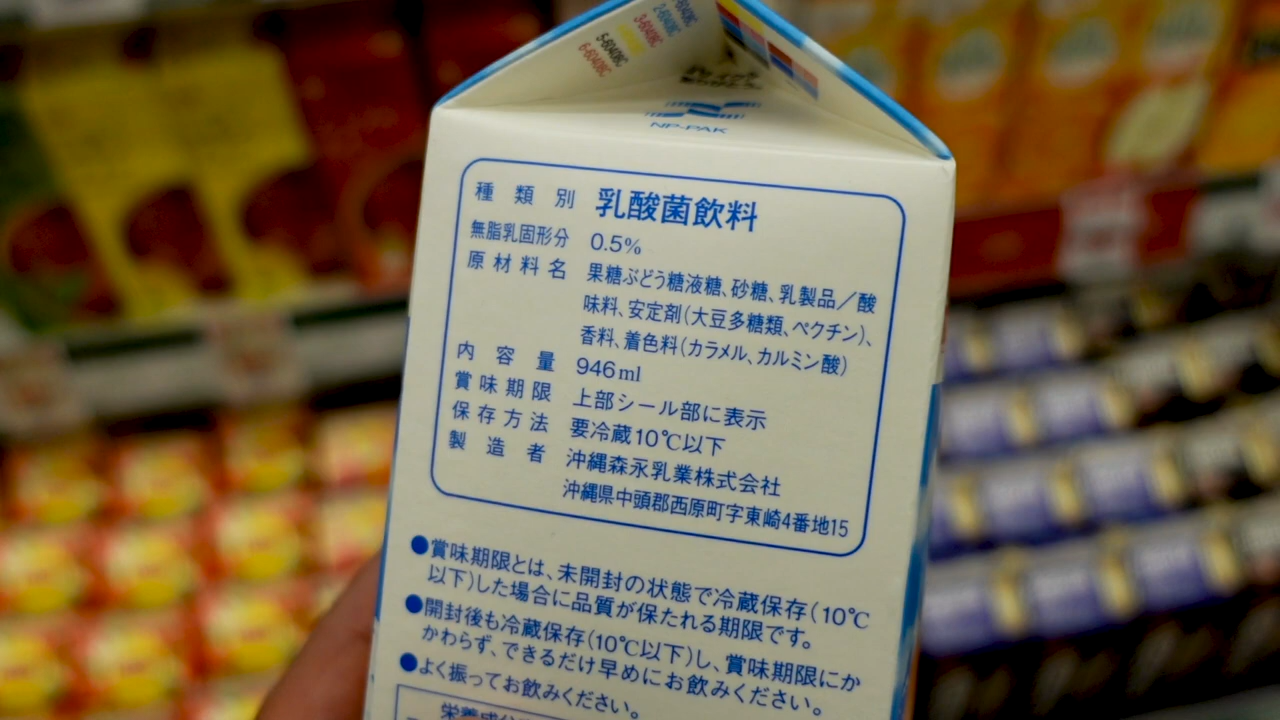 2-6040BC
3-6040BC
5-6040BC
6-6040BC
NP-PAK
種類別 乳酸菌飲料
無脂乳固形分 0.5%
原材料名 果糖ぶどう糖液糖、砂糖、乳製品／酸
味料、安定剤(大豆多糖類、ペクチン)、
香料、着色料(カラメル、カルミン酸)
内容量 946ml
賞味期限 上部シール部に表示
保存方法 要冷蔵10℃以下
製造者 沖縄森永乳業株式会社
沖縄県中頭郡西原町字東崎4番地15
●賞味期限とは、未開封の状態で冷蔵保存(10℃
以下)した場合に品質が保たれる期限です。
●開封後も冷蔵保存(10℃以下)し、賞味期限にか
かわらず、できるだけ早めにお飲みください。
●よく振ってお飲みください。